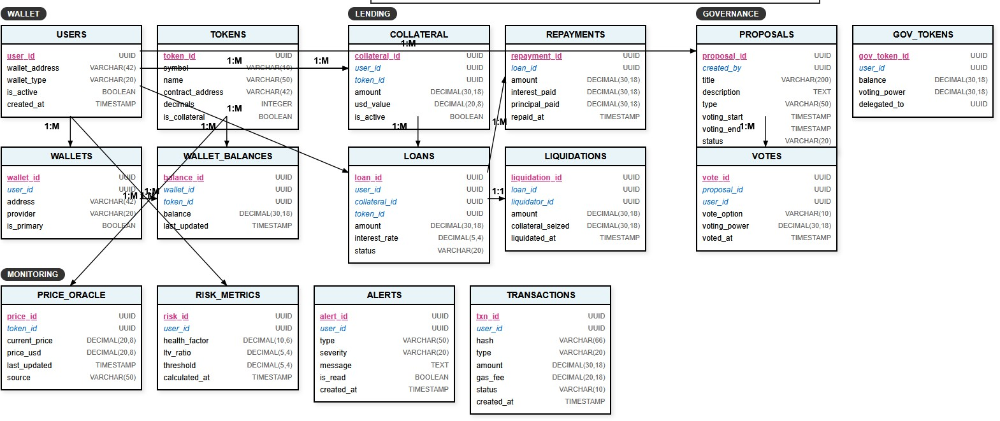 WALLET
USERS
user_id UUID
wallet_address VARCHAR(42)
wallet_type VARCHAR(20)
is_active BOOLEAN
created_at TIMESTAMP
TOKENS
token_id UUID
symbol VARCHAR(10)
name VARCHAR(50)
contract_address VARCHAR(42)
decimals INTEGER
is_collateral BOOLEAN
1:M
1:M
1:M
1:M
1:M
WALLETS
wallet_id UUID
user_id UUID
address VARCHAR(42)
provider VARCHAR(20)
is_primary BOOLEAN
1:M
1:M
1:M
WALLET_BALANCES
balance_id UUID
wallet_id UUID
token_id UUID
balance DECIMAL(30,18)
last_updated TIMESTAMP
LENDING
COLLATERAL
1:M
collateral_id UUID
user_id UUID
token_id UUID
amount DECIMAL(30,18)
usd_value DECIMAL(20,8)
is_active BOOLEAN
1:M
REPAYMENTS
repayment_id UUID
loan_id UUID
amount DECIMAL(30,18)
interest_paid DECIMAL(30,18)
principal_paid DECIMAL(30,18)
repaid_at TIMESTAMP
1:M
LOANS
loan_id UUID
user_id UUID
collateral_id UUID
token_id UUID
amount DECIMAL(30,18)
interest_rate DECIMAL(5,4)
status VARCHAR(20)
1:1
LIQUIDATIONS
liquidation_id UUID
loan_id UUID
liquidator_id UUID
amount DECIMAL(30,18)
collateral_seized DECIMAL(30,18)
liquidated_at TIMESTAMP
GOVERNANCE
PROPOSALS
proposal_id UUID
created_by UUID
title VARCHAR(200)
description TEXT
type VARCHAR(50)
voting_start TIMESTAMP
voting_end TIMESTAMP
status VARCHAR(20)
1:M
GOV_TOKENS
gov_token_id UUID
user_id UUID
balance DECIMAL(30,18)
voting_power DECIMAL(30,18)
delegated_to UUID
VOTES
vote_id UUID
proposal_id UUID
user_id UUID
vote_option VARCHAR(10)
voting_power DECIMAL(30,18)
voted_at TIMESTAMP
MONITORING
PRICE_ORACLE
price_id UUID
token_id UUID
current_price DECIMAL(20,8)
price_usd DECIMAL(20,8)
last_updated TIMESTAMP
source VARCHAR(50)
RISK_METRICS
risk_id UUID
user_id UUID
health_factor DECIMAL(10,6)
ltv_ratio DECIMAL(5,4)
threshold DECIMAL(5,4)
calculated_at TIMESTAMP
ALERTS
alert_id UUID
user_id UUID
type VARCHAR(50)
severity VARCHAR(20)
message TEXT
is_read BOOLEAN
created_at TIMESTAMP
TRANSACTIONS
txn_id UUID
user_id UUID
hash VARCHAR(66)
type VARCHAR(20)
amount DECIMAL(30,18)
gas_fee DECIMAL(20,18)
status VARCHAR(10)
created_at TIMESTAMP